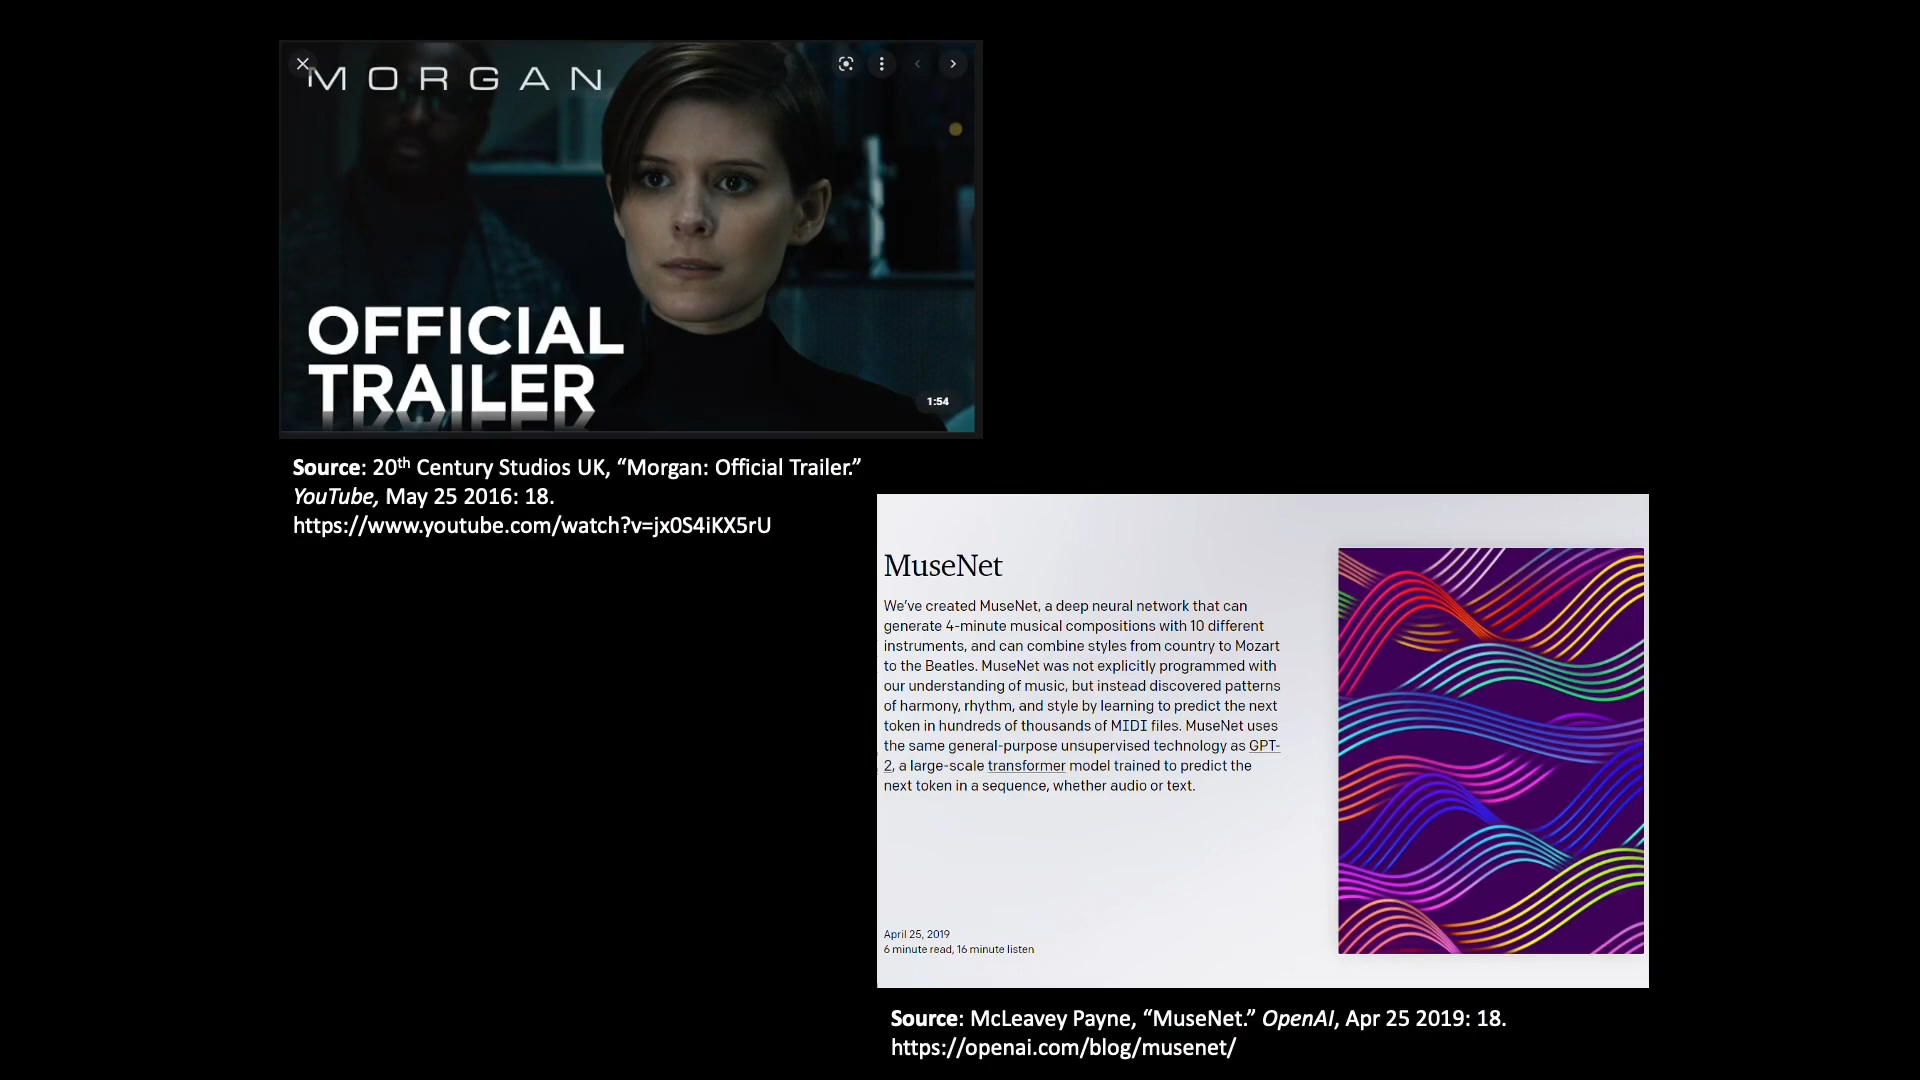 MORGAN
OFFICIAL
TRAILER
1:54
Source: 20th Century Studios UK, “Morgan: Official Trailer.”
YouTube, May 25 2016: 18.
https://www.youtube.com/watch?v=jx0S4iKX5rU
MuseNet
We’ve created MuseNet, a deep neural network that can
generate 4-minute musical compositions with 10 different
instruments, and can combine styles from country to Mozart
to the Beatles. MuseNet was not explicitly programmed with
our understanding of music, but instead discovered patterns
of harmony, rhythm, and style by learning to predict the next
token in hundreds of thousands of MIDI files. MuseNet uses
the same general-purpose unsupervised technology as GPT-
2, a large-scale transformer model trained to predict the
next token in a sequence, whether audio or text.
April 25, 2019
6 minute read, 16 minute listen
Source: McLeavey Payne, “MuseNet.” OpenAI, Apr 25 2019: 18.
https://openai.com/blog/musenet/